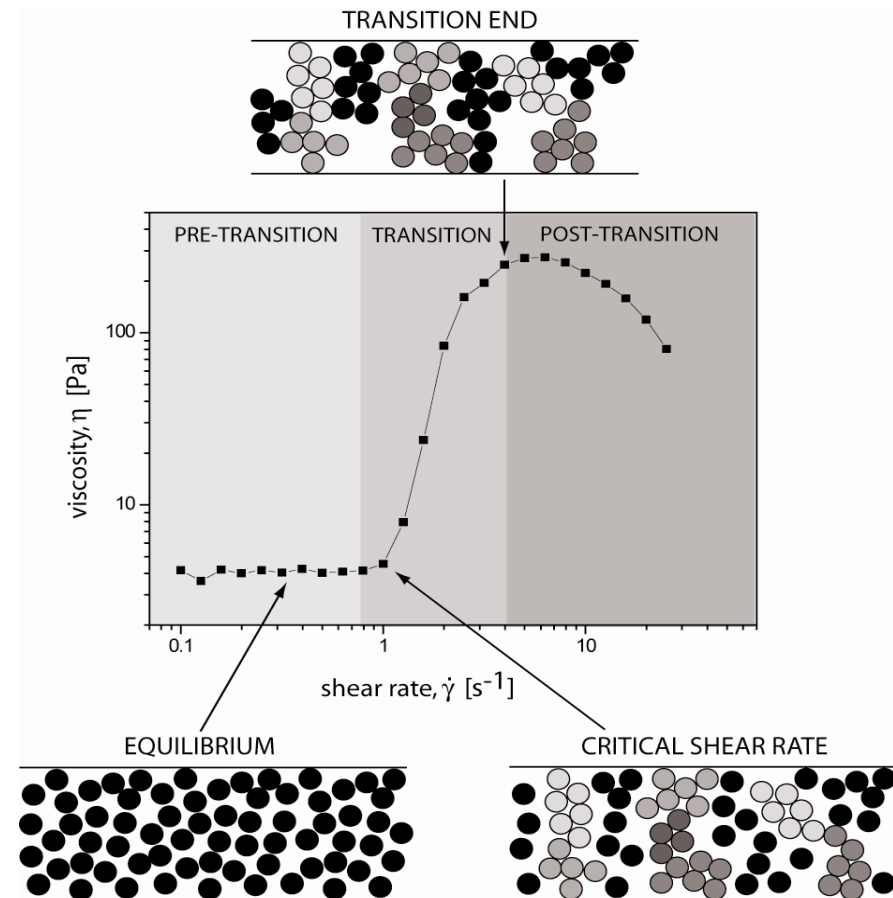 TRANSITION END
PRE-TRANSITION
TRANSITION
POST-TRANSITION
100
10
viscosity, η [Pa]
0.1
1
10
shear rate, γ̇ [s⁻¹]
EQUILIBRIUM
CRITICAL SHEAR RATE